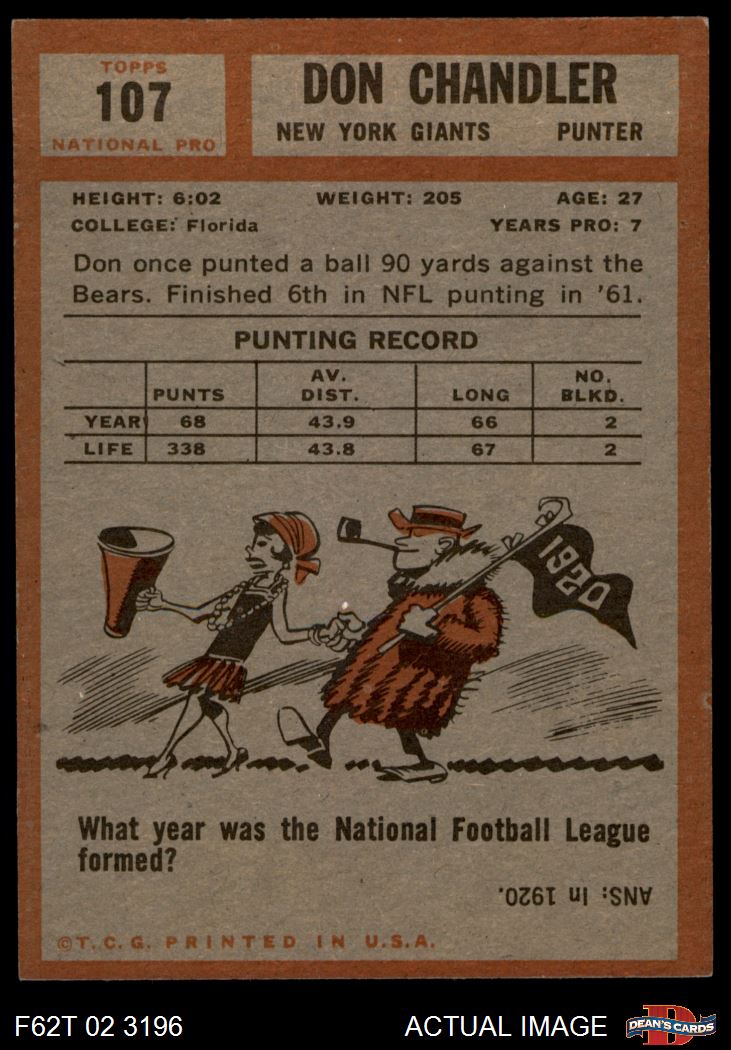 TOPPS
107
NATIONAL PRO
DON CHANDLER
NEW YORK GIANTS PUNTER
HEIGHT: 6:02 WEIGHT: 205 AGE: 27
COLLEGE: Florida YEARS PRO: 7
Don once punted a ball 90 yards against the
Bears. Finished 6th in NFL punting in '61.
PUNTING RECORD
PUNTS AV. DIST. LONG NO. BLKD.
YEAR 68 43.9 66 2
LIFE 338 43.8 67 2
1920
What year was the National Football League
formed?
ANS: In 1920.
©T.C.G. PRINTED IN U.S.A.
F62T 02 3196 ACTUAL IMAGE D DEAN'S CARDS